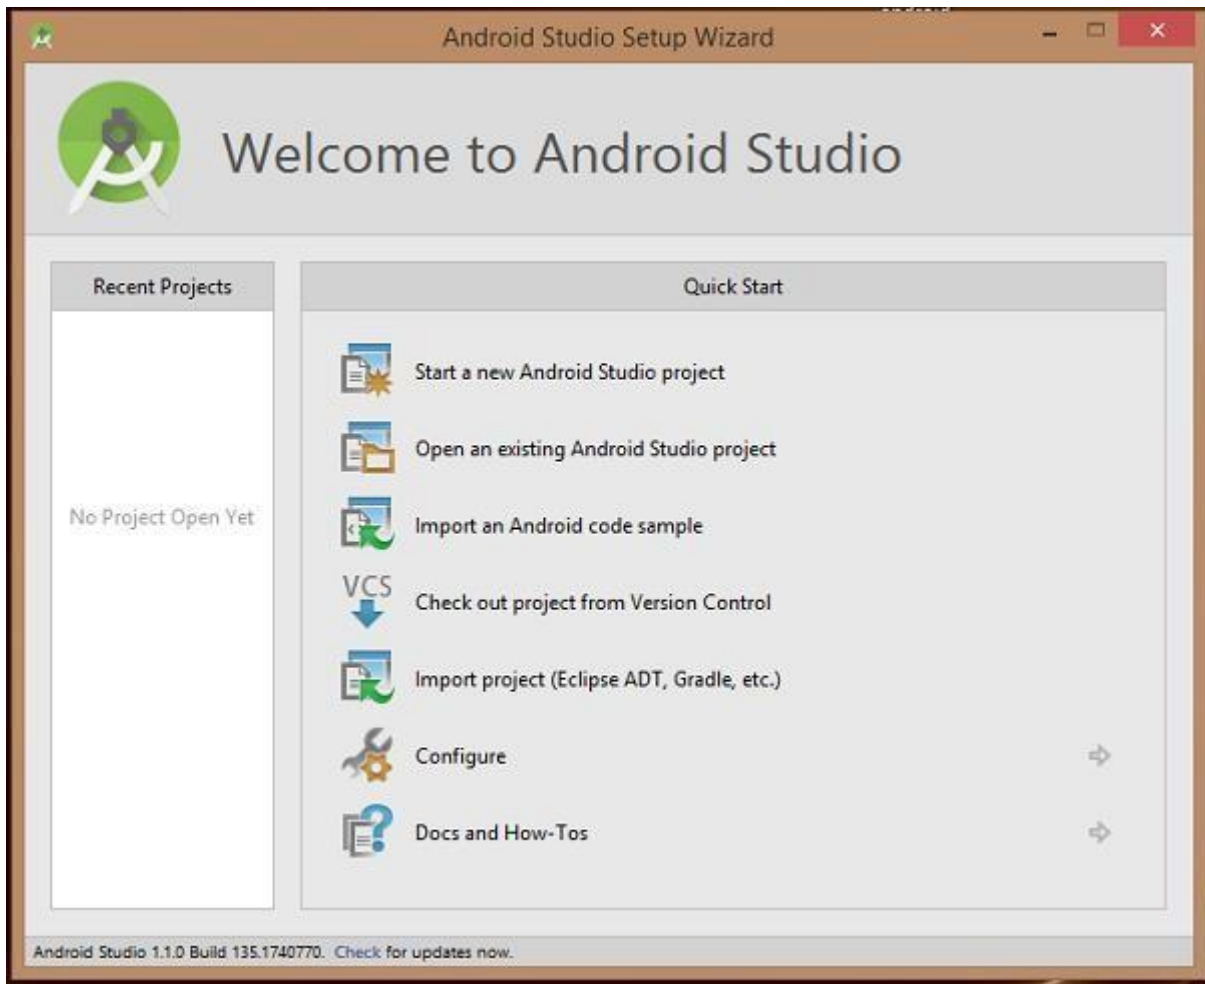 Android Studio Setup Wizard
Welcome to Android Studio
Recent Projects
No Project Open Yet
Quick Start
Start a new Android Studio project
Open an existing Android Studio project
Import an Android code sample
VCS
Check out project from Version Control
Import project (Eclipse ADT, Gradle, etc.)
Configure
Docs and How-Tos
Android Studio 1.1.0 Build 135.1740770. Check for updates now.